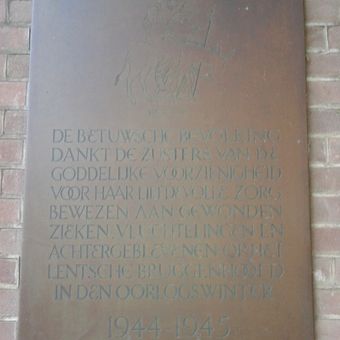 DE BETUWSCHE BEVOLKING
DANKT DE ZUSTERS VAN DE
GODDELIJKE VOORZIENIGHEID
VOOR HAAR LIEFDEVOLLE ZORG
BEWEZEN AAN GEWONDEN
ZIEKEN, VLUCHTELINGEN EN
ACHTERGEBLEVENEN OP HET
LENTSCHE BRUGGENHOOFD
IN DEN OORLOGSWINTER
1944-1945